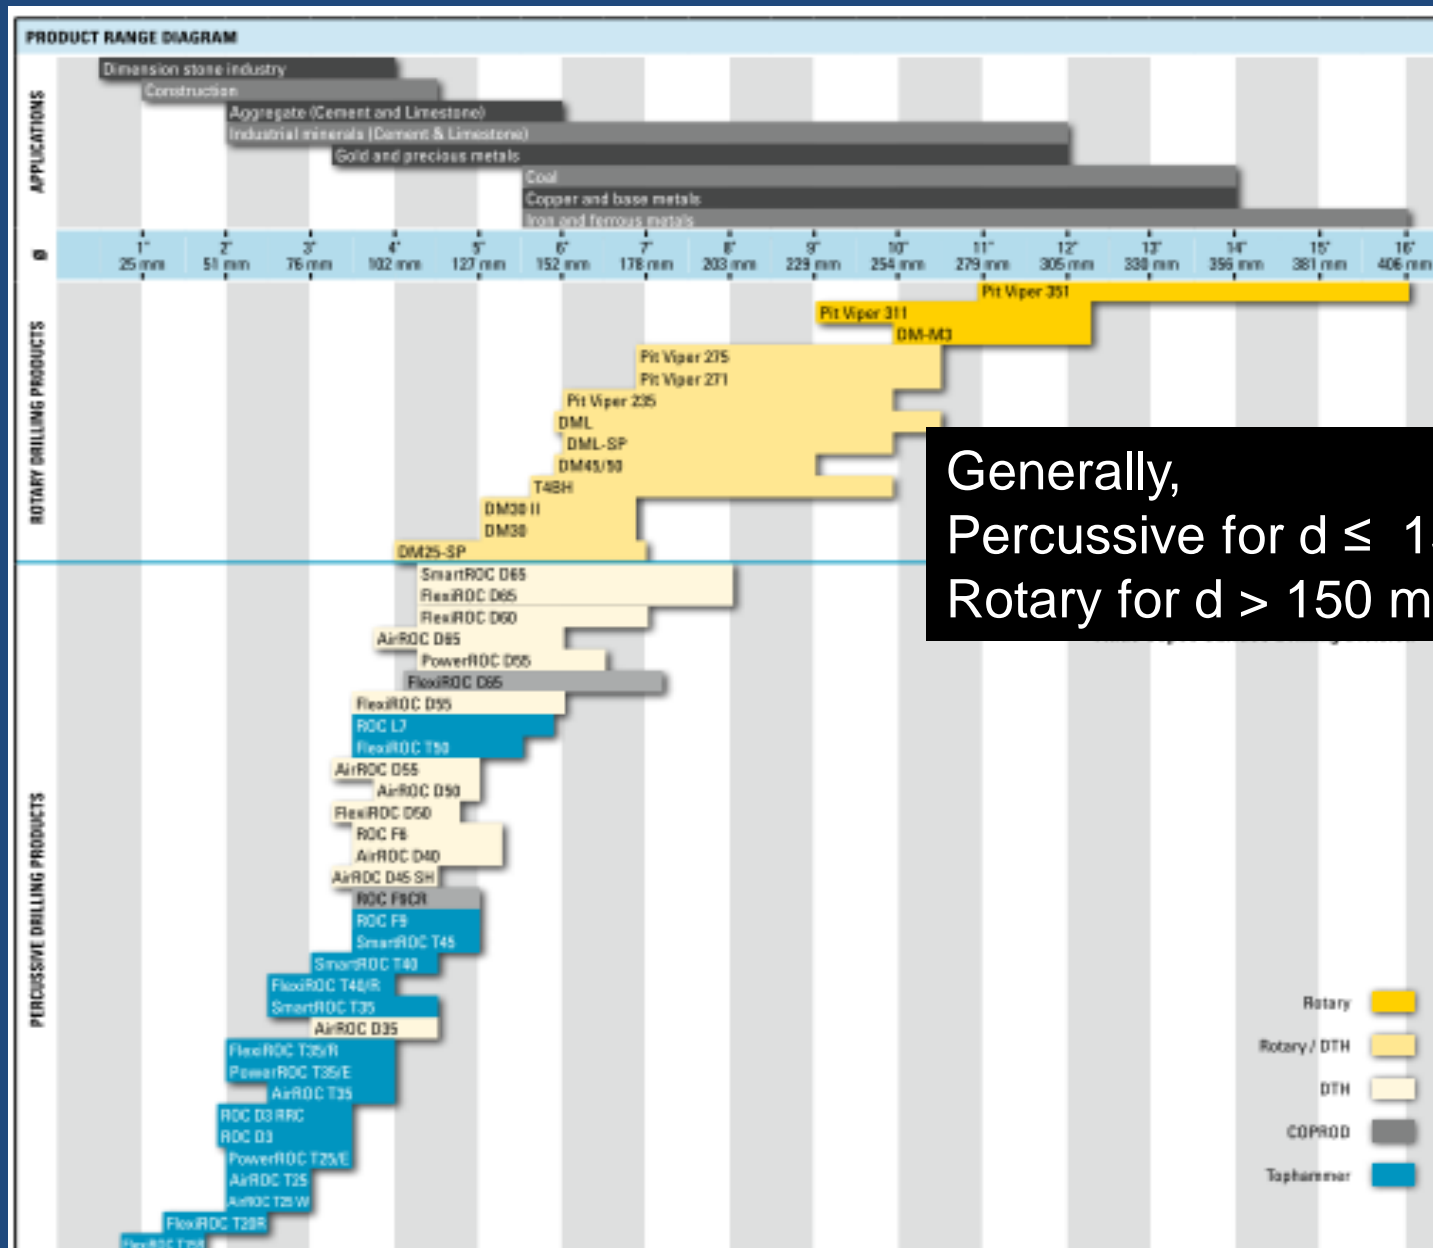 PRODUCT RANGE DIAGRAM
APPLICATIONS
Dimension stone industry
Construction
Aggregate (Cement and Limestone)
Industrial minerals (Cement & Limestone)
Gold and precious metals
Coal
Copper and base metals
Iron and ferrous metals
Ø
1" 2" 3" 4" 5" 6" 7" 8" 9" 10" 11" 12" 13" 14" 15" 16"
25 mm 51 mm 76 mm 102 mm 127 mm 152 mm 178 mm 203 mm 229 mm 254 mm 279 mm 305 mm 330 mm 356 mm 381 mm 406 mm
ROTARY DRILLING PRODUCTS
Pit Viper 351
Pit Viper 311
DM-M3
Pit Viper 275
Pit Viper 271
Pit Viper 235
DML
DML-SP
DM45/50
T4BH
DM30 II
DM30
DM25-SP
Generally,
Percussive for d ≤ 1
Rotary for d > 150 m
PERCUSSIVE DRILLING PRODUCTS
SmartROC D65
FlexiROC D65
FlexiROC D60
AirROC D65
PowerROC D55
FlexiROC D65
FlexiROC D55
ROC L7
FlexiROC T50
AirROC D55
AirROC D50
FlexiROC D50
ROC F6
AirROC D40
AirROC D45 SH
ROC F9CR
ROC F9
SmartROC T45
SmartROC T40
FlexiROC T40/R
SmartROC T35
AirROC D35
FlexiROC T35/R
PowerROC T35/E
AirROC T35
ROC D3 RRC
ROC D3
PowerROC T25/E
AirROC T25
AirROC T25 W
FlexiROC T20R
Rotary
Rotary / DTH
DTH
COPROD
Tophammer